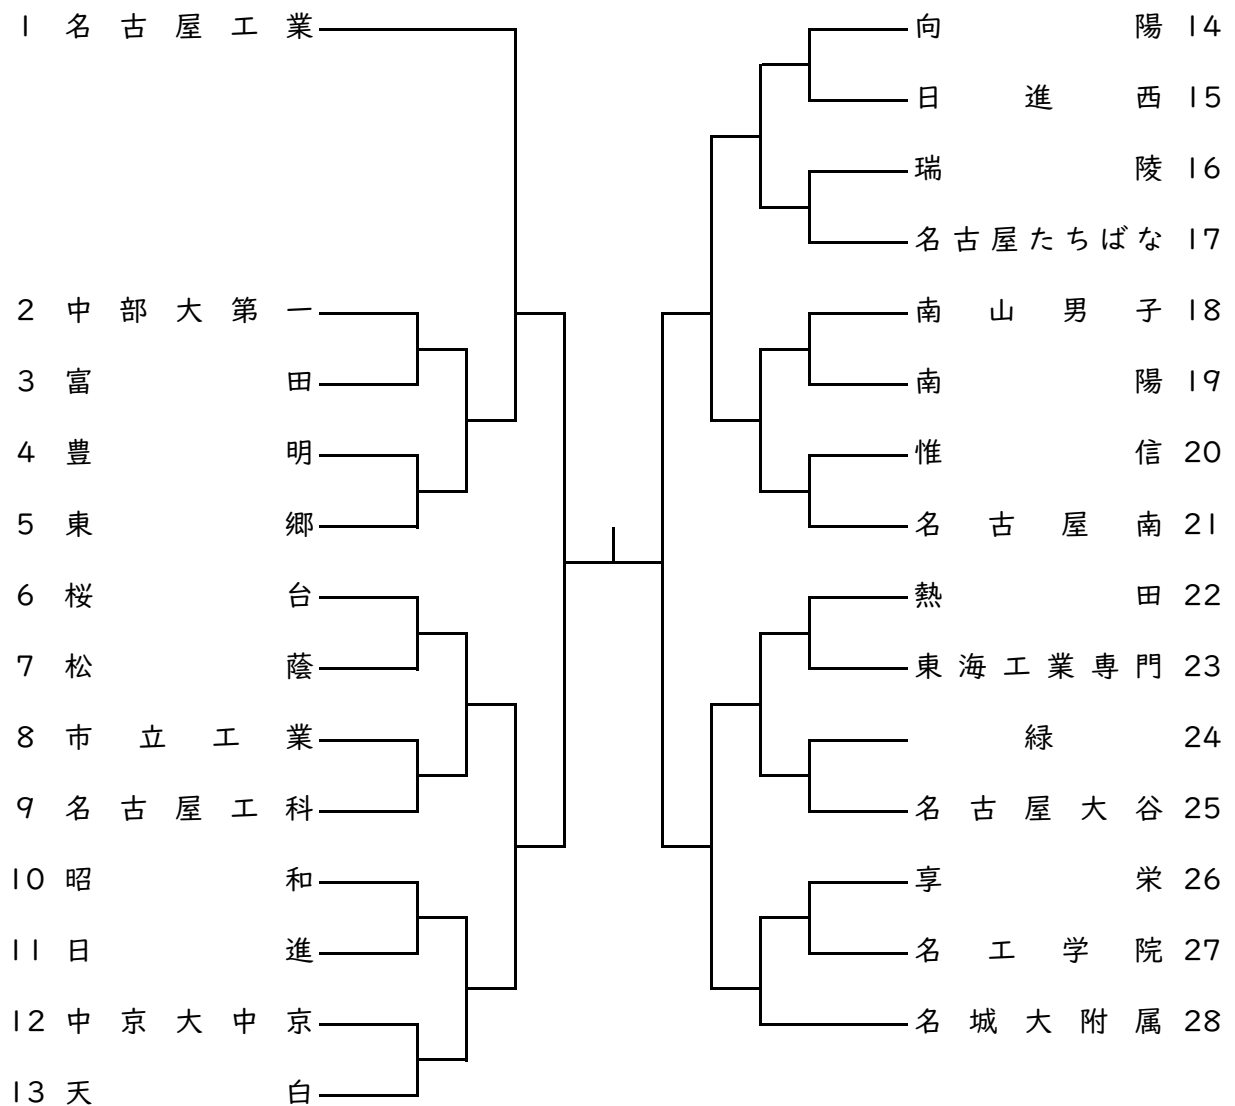 1 名古屋工業
2 中部大第一
3 富田
4 豊明
5 東郷
6 桜台
7 松蔭
8 市立工業
9 名古屋工科
10 昭和
11 日進
12 中京大中京
13 天白
向陽 14
日進西 15
瑞陵 16
名古屋たちばな 17
南山男子 18
南陽 19
惟信 20
名古屋南 21
熱田 22
東海工業専門 23
緑 24
名古屋大谷 25
享栄 26
名工学院 27
名城大附属 28